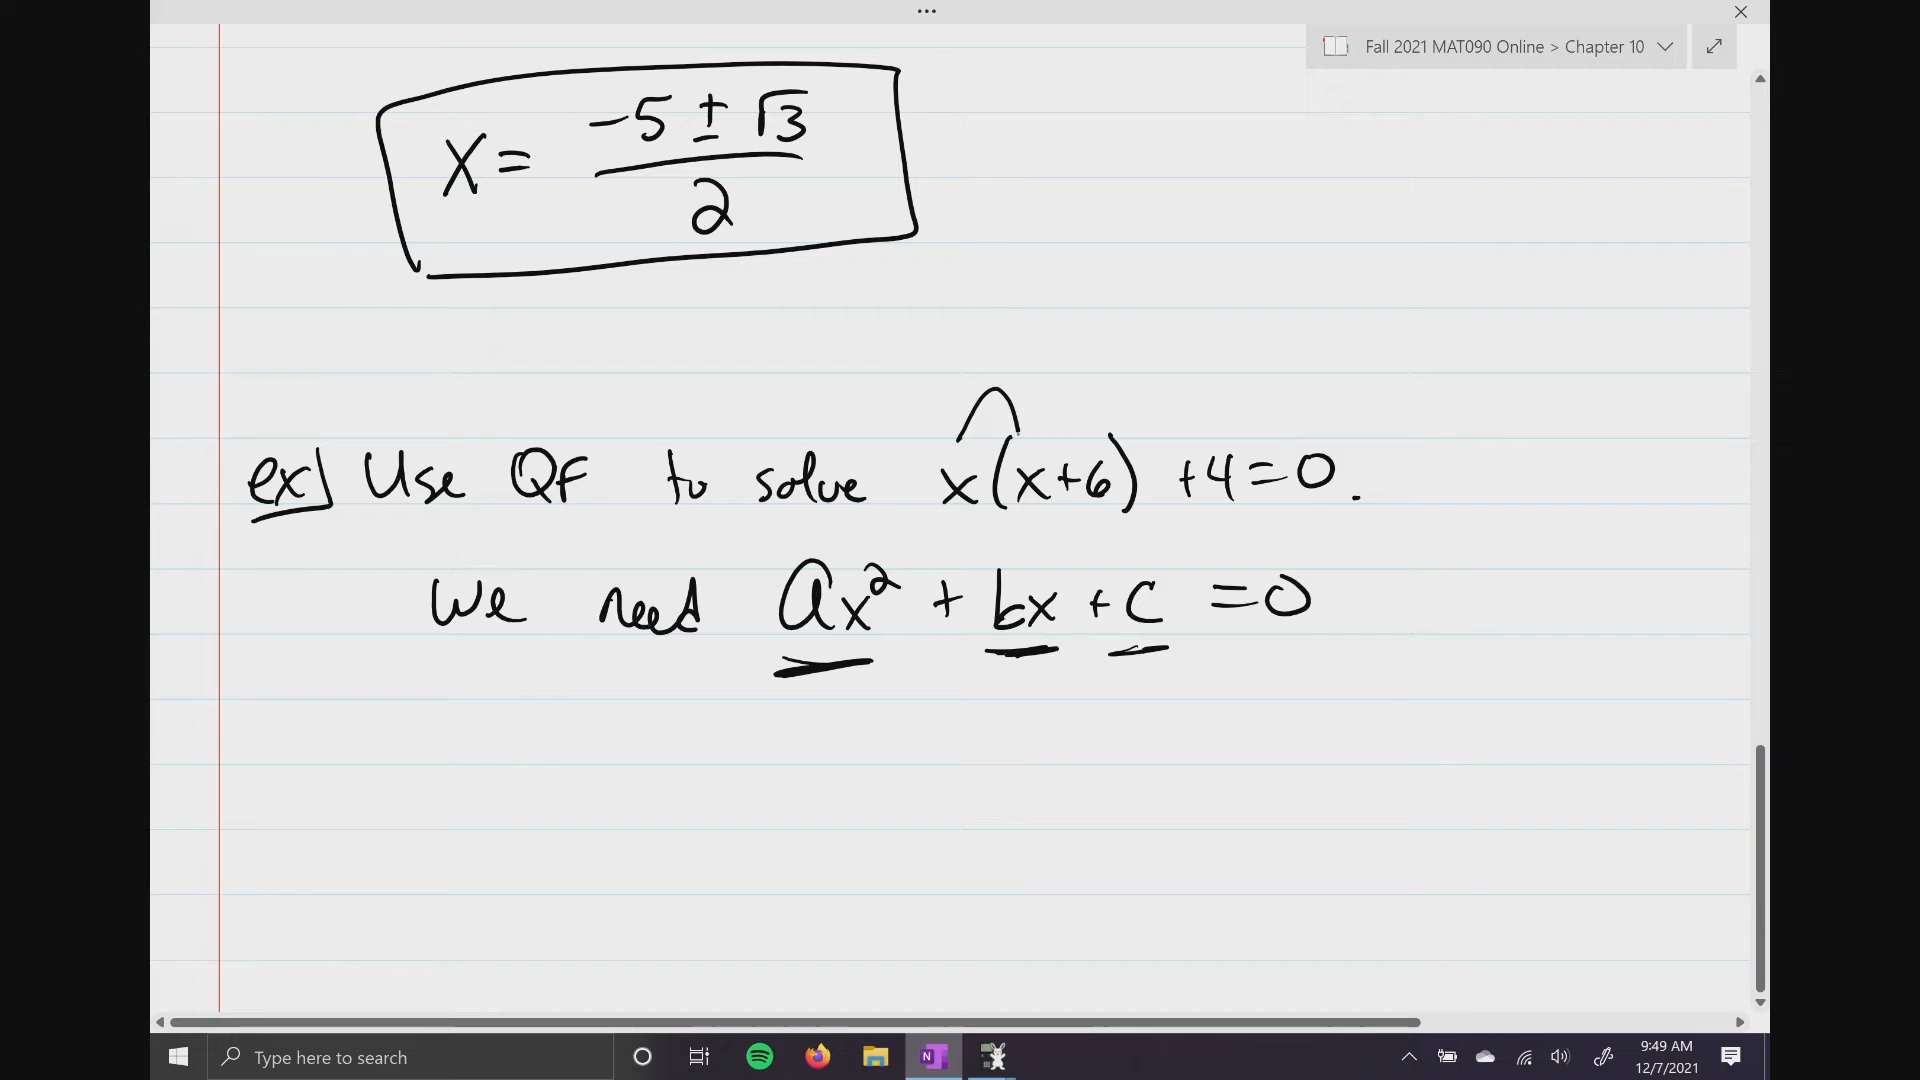 Fall 2021 MAT090 Online > Chapter 10
x = (-5 ± √3)/2
ex) Use QF to solve x(x+6) +4=0.
We need ax² + bx + c =0
Type here to search
9:49 AM
12/7/2021